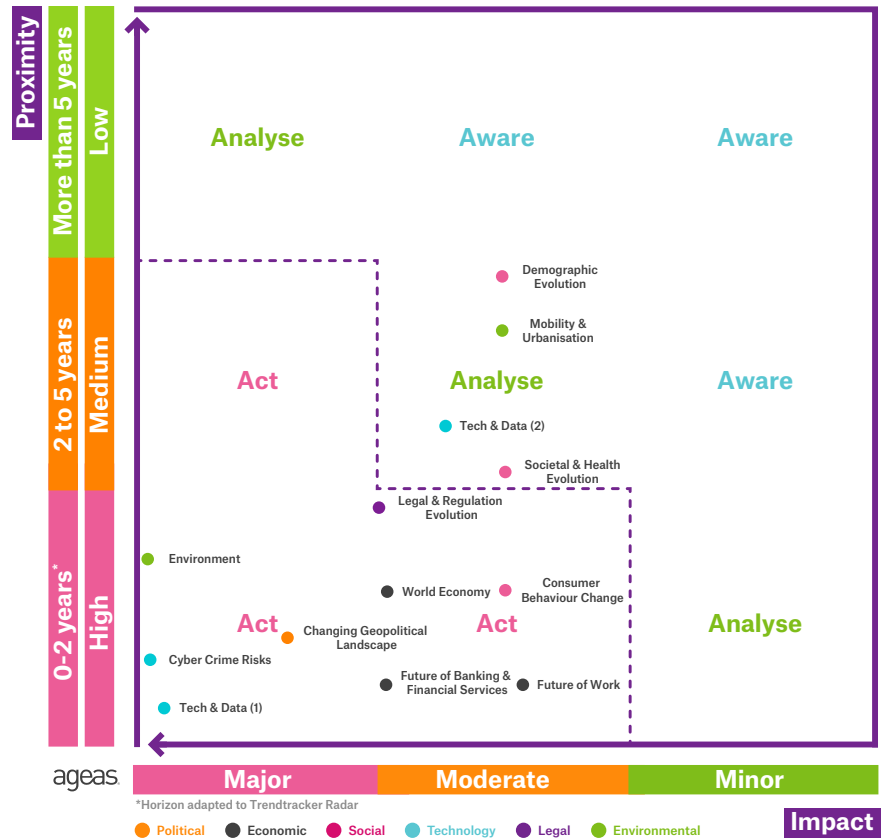 Proximity
More than 5 years
Low
2 to 5 years
Medium
0-2 years*
High
Analyse
Aware
Aware
Demographic
Evolution
Mobility &
Urbanisation
Act
Analyse
Aware
Tech & Data (2)
Societal & Health
Evolution
Legal & Regulation
Evolution
Environment
World Economy
Consumer
Behaviour Change
Act
Act
Analyse
Changing Geopolitical
Landscape
Cyber Crime Risks
Future of Banking &
Financial Services
Future of Work
Tech & Data (1)
ageas.
Major
Moderate
Minor
*Horizon adapted to Trendtracker Radar
Impact
Political
Economic
Social
Technology
Legal
Environmental